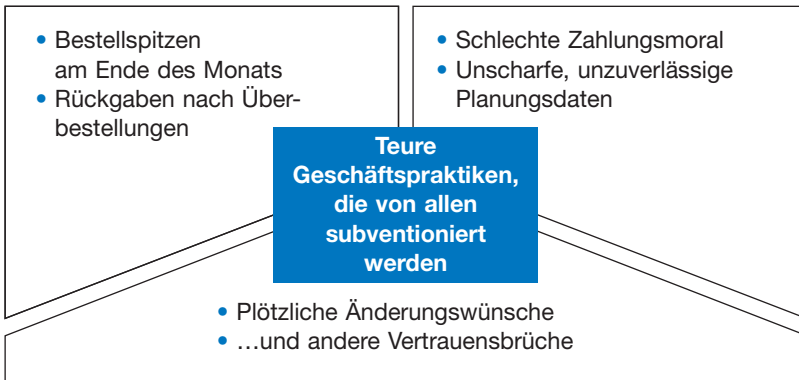 • Bestellspitzen
am Ende des Monats
• Rückgaben nach Über-
bestellungen
• Schlechte Zahlungsmoral
• Unscharfe, unzuverlässige
Planungsdaten
Teure
Geschäftspraktiken,
die von allen
subventioniert
werden
• Plötzliche Änderungswünsche
• …und andere Vertrauensbrüche